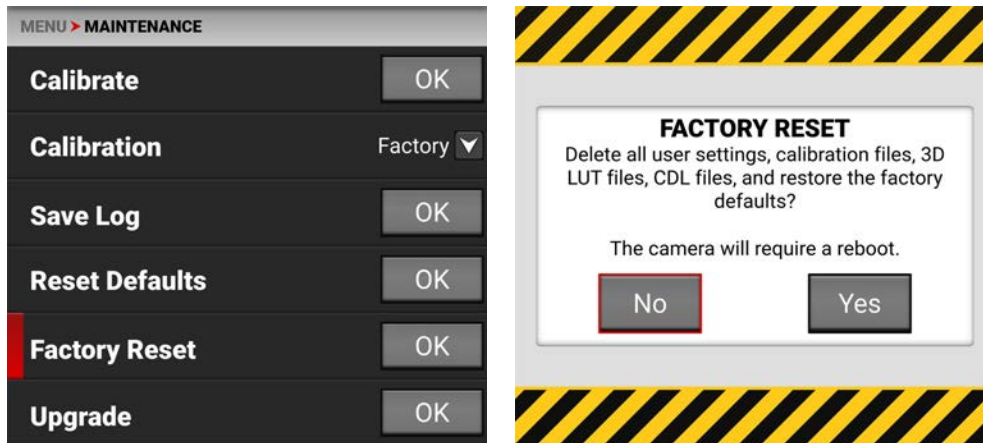 MENU > MAINTENANCE
Calibrate OK
Calibration Factory
Save Log OK
Reset Defaults OK
Factory Reset OK
Upgrade OK
FACTORY RESET
Delete all user settings, calibration files, 3D
LUT files, CDL files, and restore the factory
defaults?
The camera will require a reboot.
No Yes